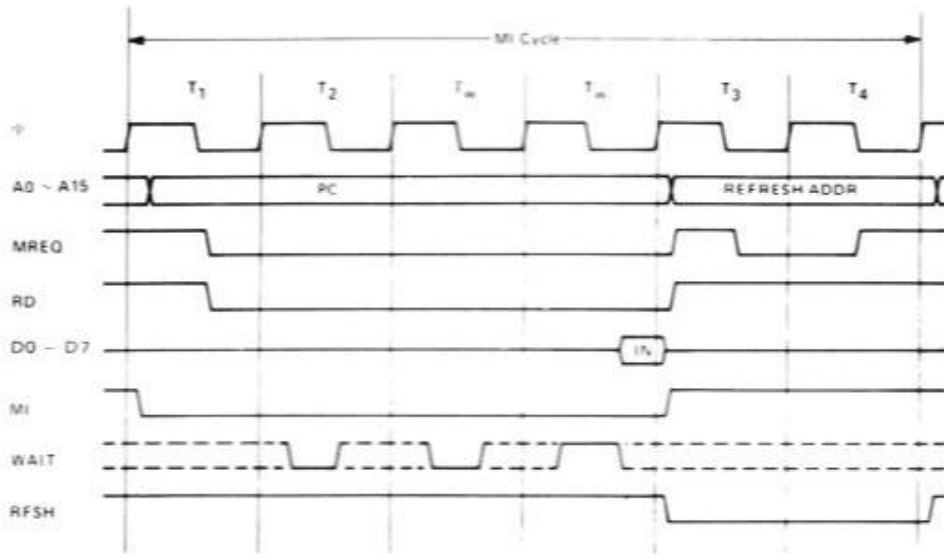 M1 Cycle
T1 T2 Tw Tw T3 T4
Φ
A0 ~ A15 PC REFRESH ADDR
MREQ
RD
D0 ~ D7 IN
M1
WAIT
RFSH